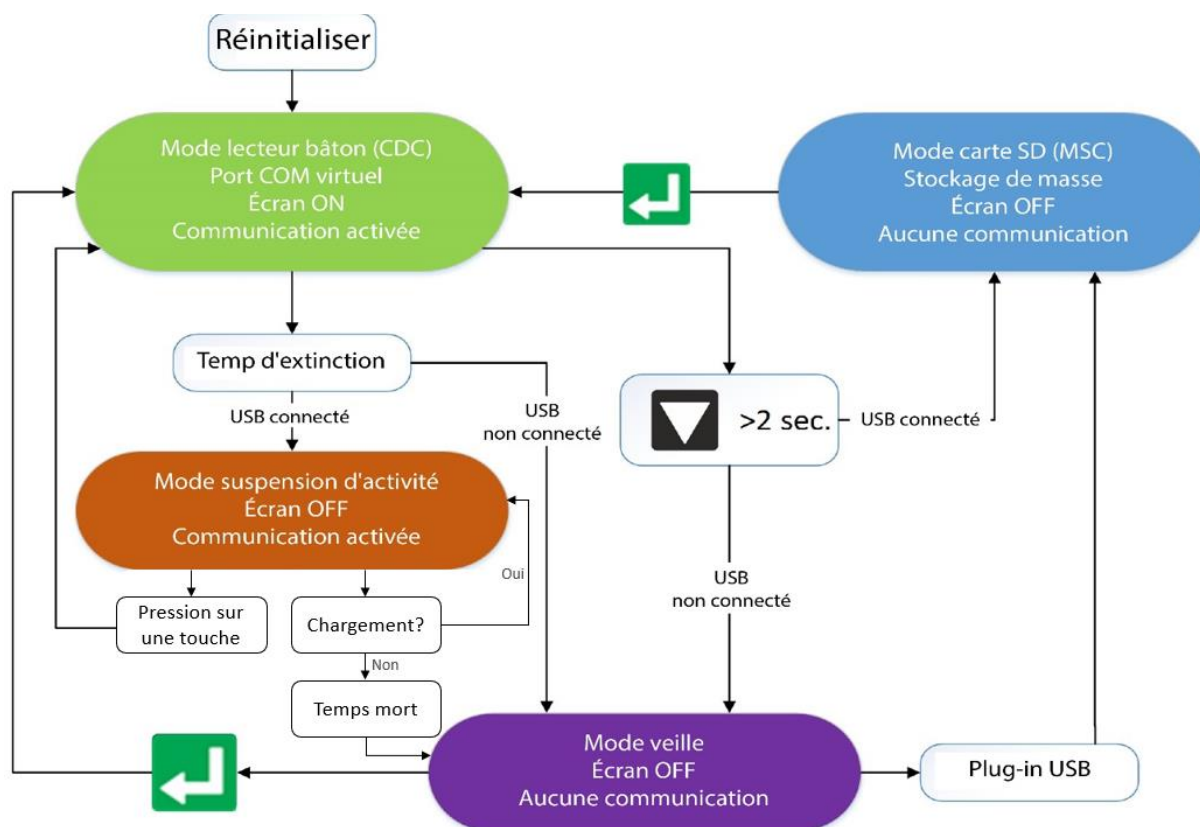 Réinitialiser
Mode lecteur bâton (CDC)
Port COM virtuel
Écran ON
Communication activée
Mode carte SD (MSC)
Stockage de masse
Écran OFF
Aucune communication
Temp d'extinction
USB connecté
USB
non connecté
>2 sec.
USB connecté
Mode suspension d'activité
Écran OFF
Communication activée
Oui
Pression sur
une touche
Chargement?
Non
Temps mort
USB
non connecté
Mode veille
Écran OFF
Aucune communication
Plug-in USB